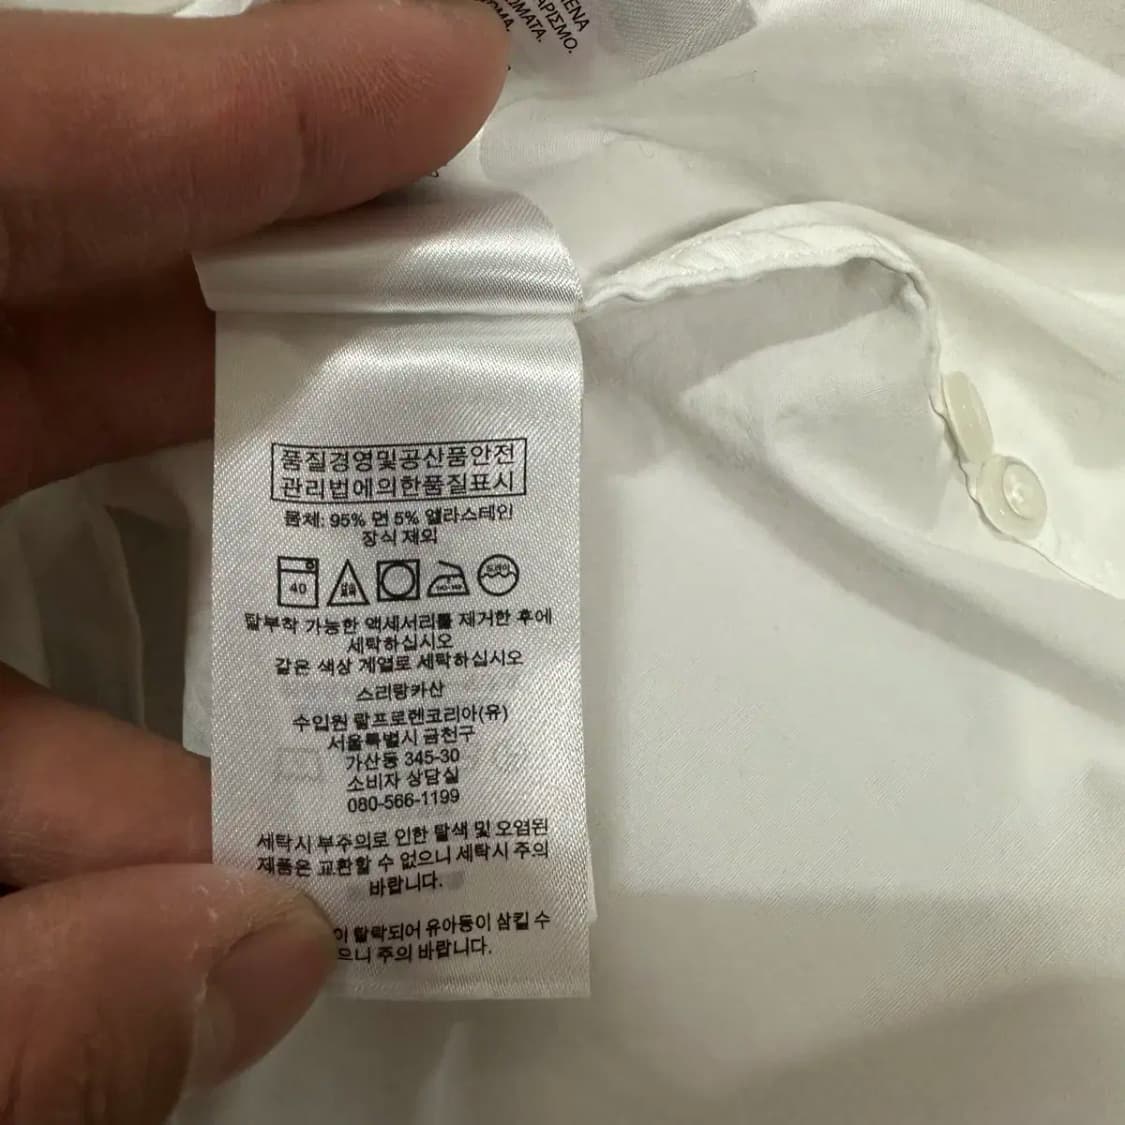 ΜΕΝΑ
ΑΡΙΣΜΟ.
ΩΜΑΤΑ.
품질경영및공산품안전
관리법에의한품질표시
몸체: 95% 면 5% 엘라스테인
장식 제외
40
드라이
탈부착 가능한 액세서리를 제거한 후에
세탁하십시오
같은 색상 계열로 세탁하십시오
스리랑카산
수입원 랄프로렌코리아(유)
서울특별시 금천구
가산동 345-30
소비자 상담실
080-566-1199
세탁시 부주의로 인한 탈색 및 오염된
제품은 교환할 수 없으니 세탁시 주의
바랍니다.
이 탈락되어 유아동이 삼킬 수
으니 주의 바랍니다.